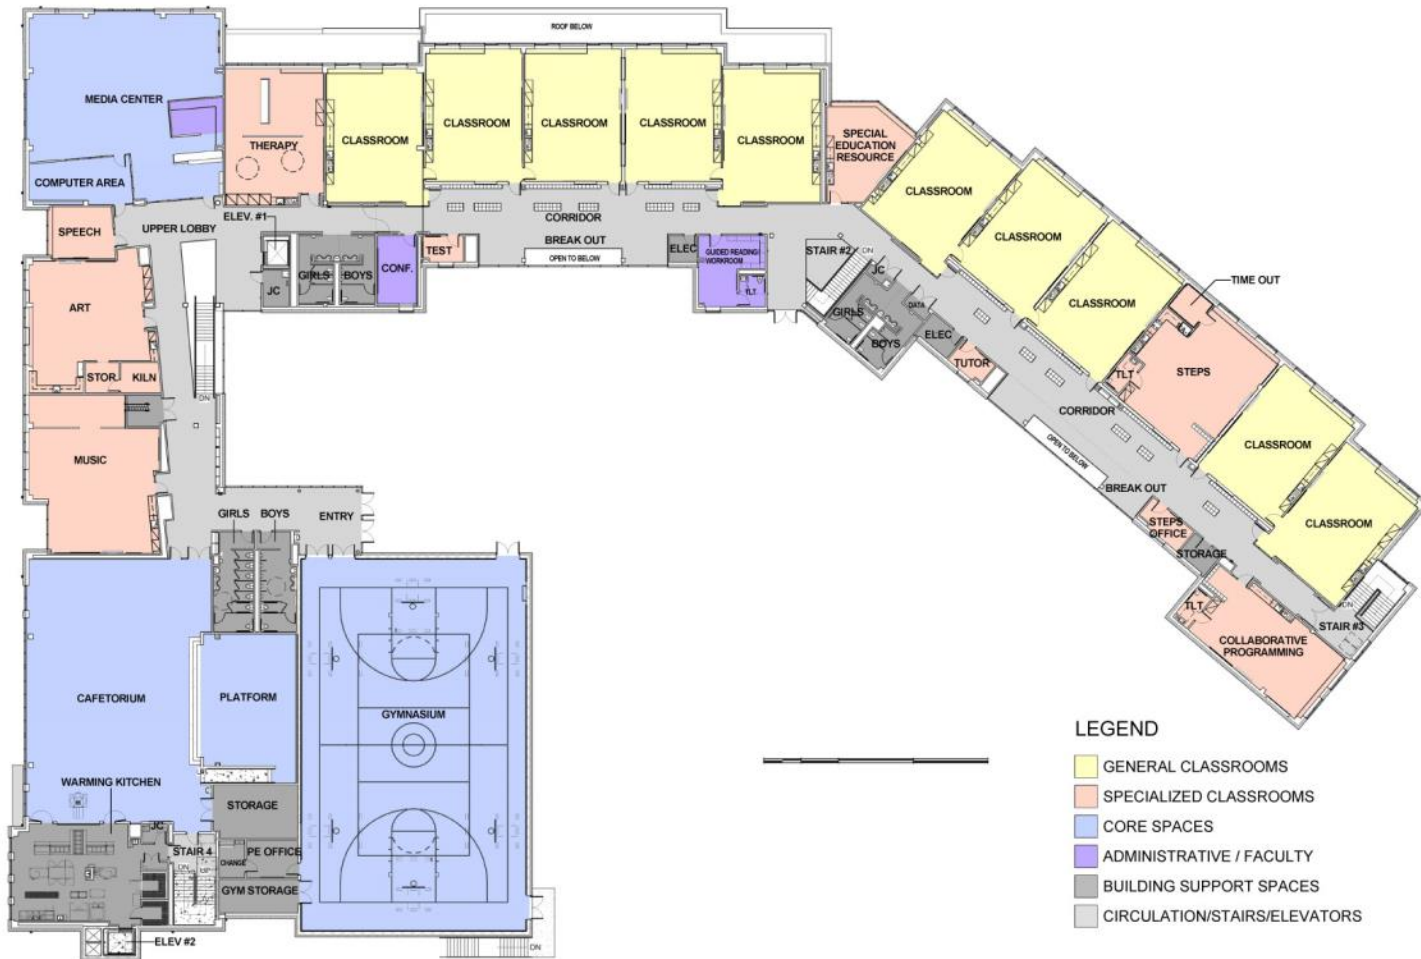 ROOF BELOW
MEDIA CENTER
COMPUTER AREA
THERAPY
CLASSROOM
CLASSROOM
CLASSROOM
CLASSROOM
CLASSROOM
SPECIAL
EDUCATION
RESOURCE
CLASSROOM
CLASSROOM
CLASSROOM
TIME OUT
SPEECH
UPPER LOBBY
ELEV. #1
JC
GIRLS
BOYS
CONF.
TEST
CORRIDOR
BREAK OUT
OPEN TO BELOW
ELEC
GUIDED READING
WORKROOM
TLT
STAIR #2
DN
JC
GIRLS
BOYS
DATA
ELEC
TUTOR
TLT
STEPS
CORRIDOR
OPEN TO BELOW
BREAK OUT
CLASSROOM
CLASSROOM
STEPS
OFFICE
STORAGE
TLT
COLLABORATIVE
PROGRAMMING
DN
STAIR #3
ART
STOR.
KILN
DN
MUSIC
GIRLS
BOYS
ENTRY
CAFETORIUM
PLATFORM
GYMNASIUM
WARMING KITCHEN
STORAGE
JC
STAIR 4
DN
UP
CHANGE
PE OFFICE
GYM STORAGE
ELEV #2
DN
LEGEND
GENERAL CLASSROOMS
SPECIALIZED CLASSROOMS
CORE SPACES
ADMINISTRATIVE / FACULTY
BUILDING SUPPORT SPACES
CIRCULATION/STAIRS/ELEVATORS